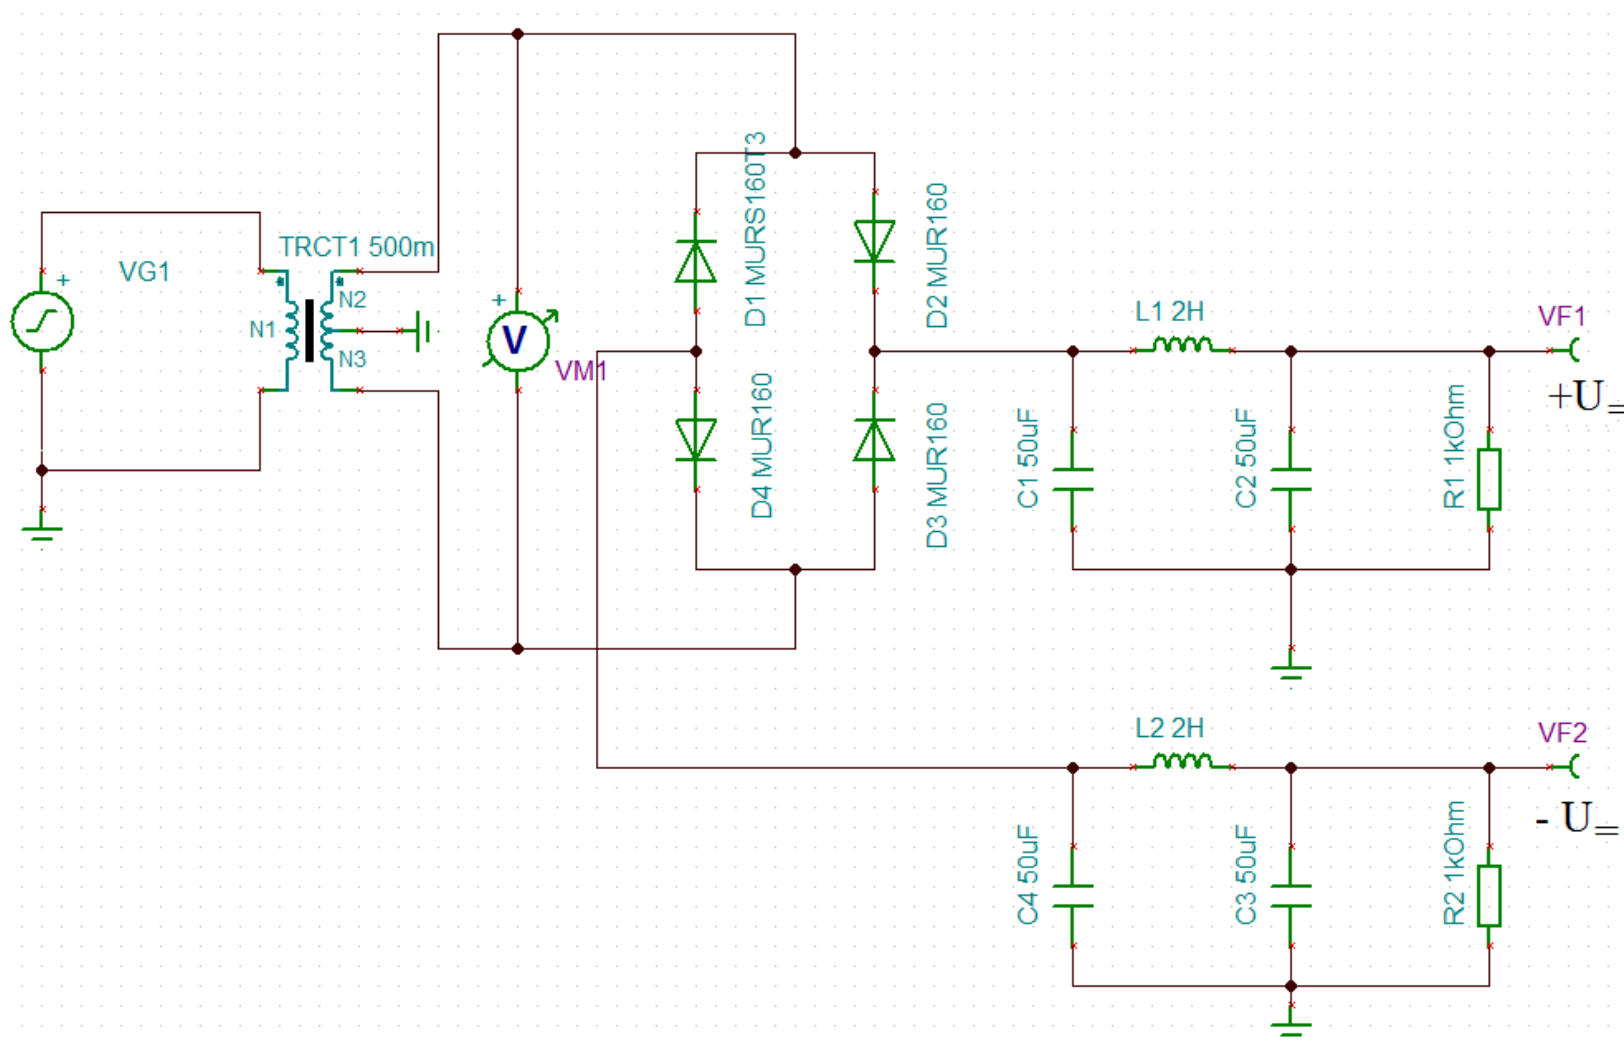 TRCT1 500m
VG1
+
N1
N2
N3
+
V
VM1
D1 MURS160T3
D2 MUR160
D4 MUR160
D3 MUR160
L1 2H
VF1
+U=
C1 50uF
C2 50uF
R1 1kOhm
L2 2H
VF2
- U=
C4 50uF
C3 50uF
R2 1kOhm